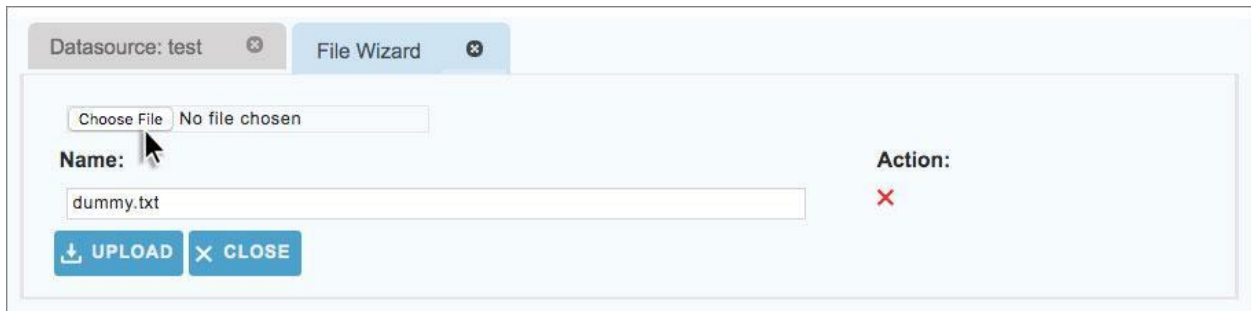 Datasource: test File Wizard
Choose File No file chosen
Name: Action:
dummy.txt
UPLOAD CLOSE